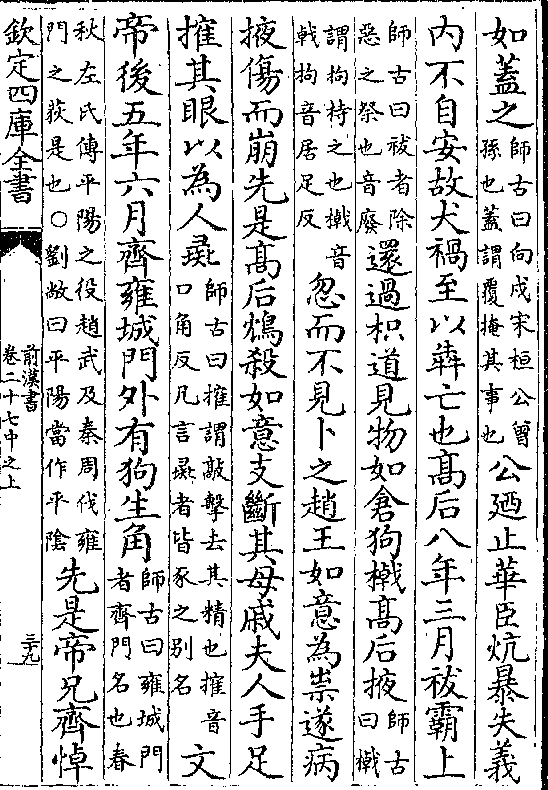 如蓋之師古曰向戌宋桓公曾孫也蓋謂覆掩其事也公廼止華臣炕暴失義
内不自安故犬禍至以犇亡也高后八年三月祓霸上
師古曰祓者除惡之祭也音廢還過枳道見物如倉狗橶高后掖師古曰橶
謂拘持之也橶音戟拘音居足反忽而不見卜之趙王如意為祟遂病
掖傷而崩先是高后鴆殺如意支斷其母戚夫人手足
㩁其眼以為人彘師古曰㩁謂敲擊去其精也㩁音口角反凡言彘者皆豕之别名文
帝後五年六月齊雍城門外有狗生角師古曰雍城門者齊門名也春
秋左氏傳平陽之役趙武及秦周伐雍門之荻是也○劉敞曰平陽當作平陰先是帝兄齊悼
欽定四庫全書
前漢書
卷二十七中之上
三九